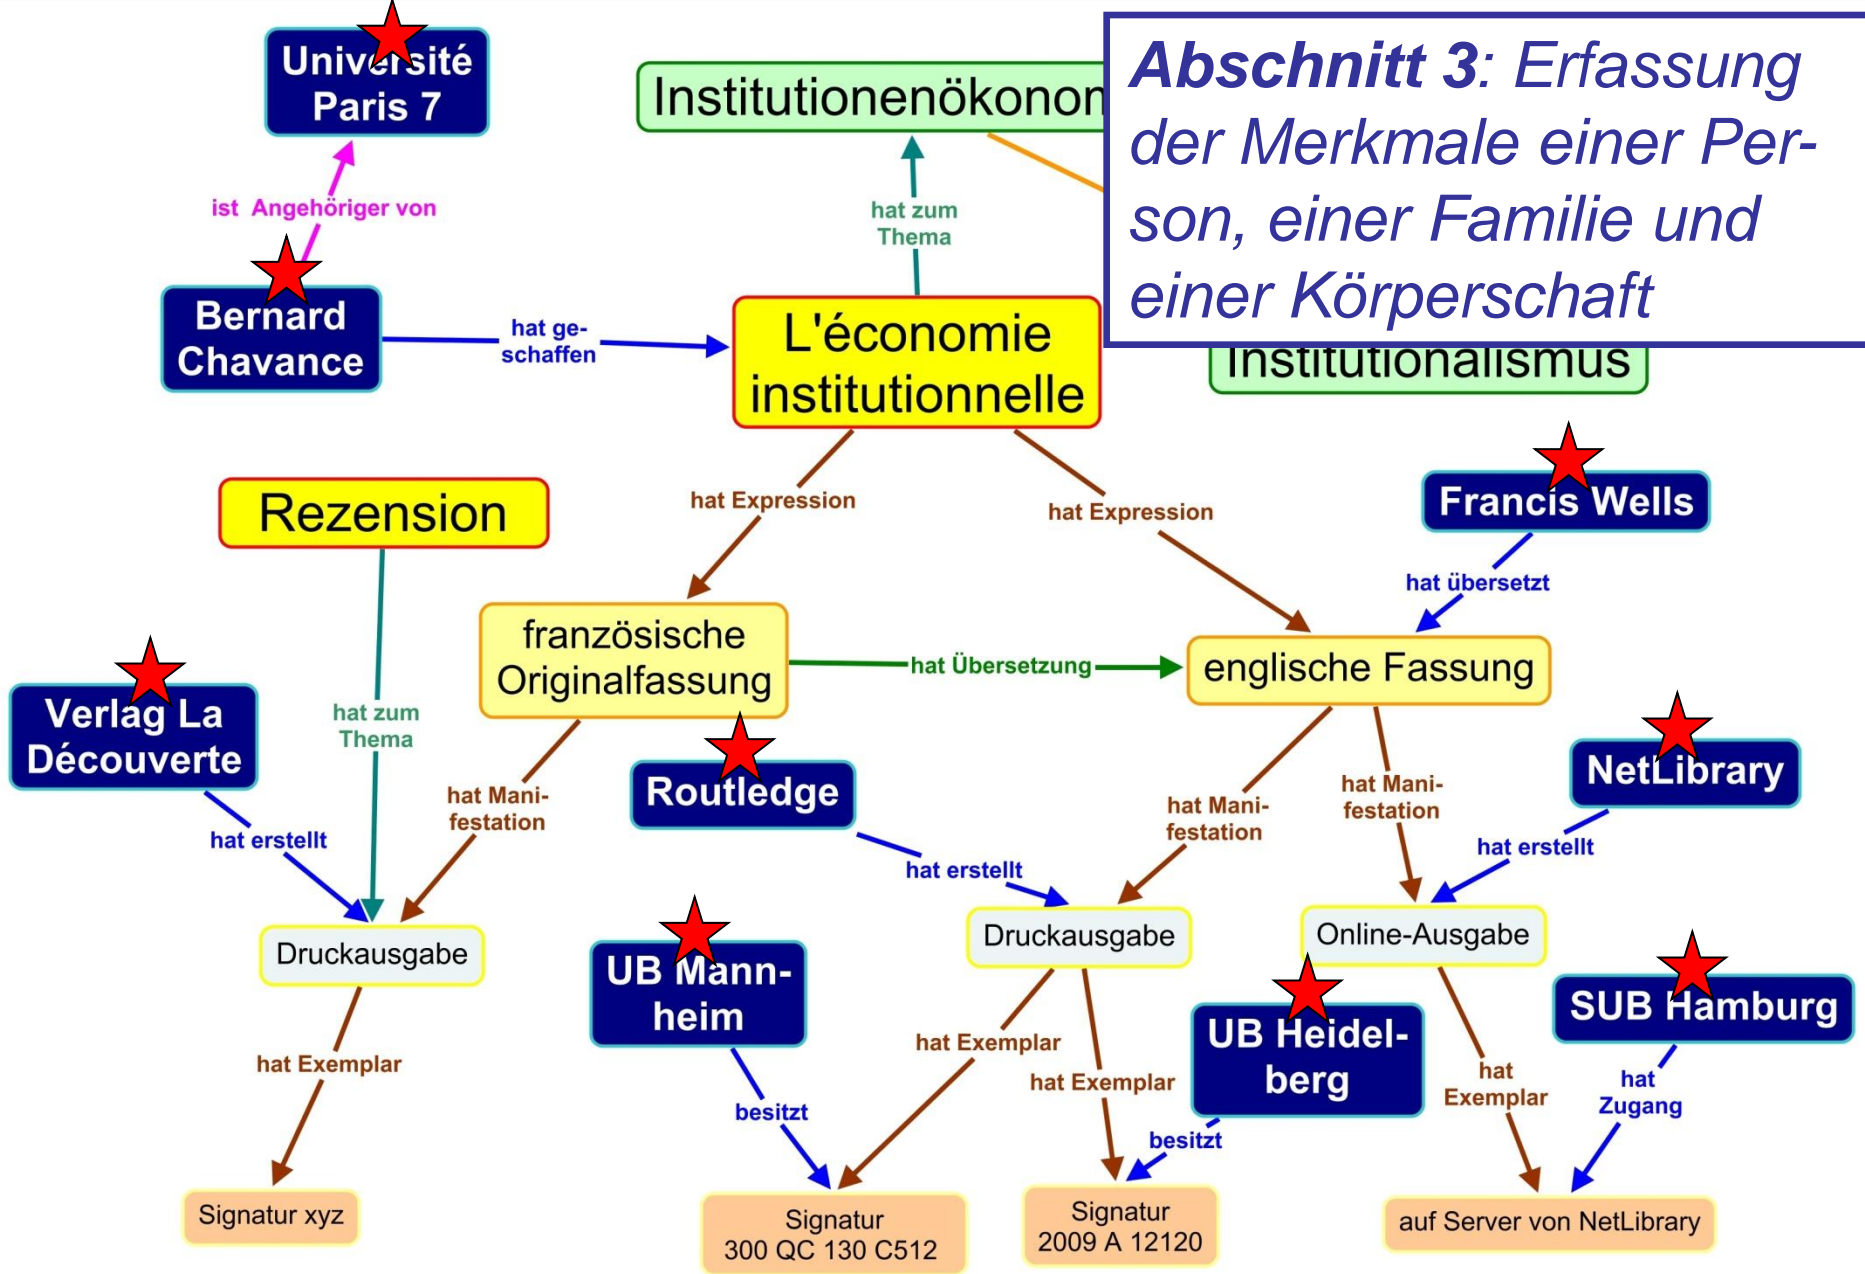 Université
Paris 7
Institutionenökonom
Abschnitt 3: Erfassung
der Merkmale einer Per-
son, einer Familie und
einer Körperschaft
ist Angehöriger von
hat zum
Thema
Bernard
Chavance
hat ge-
schaffen
L'économie
institutionnelle
Institutionalismus
Rezension
hat Expression
hat Expression
Francis Wells
hat übersetzt
französische
Originalfassung
hat Übersetzung
englische Fassung
Verlag La
Découverte
hat zum
Thema
Routledge
NetLibrary
hat Mani-
festation
hat Mani-
festation
hat Mani-
festation
hat erstellt
hat erstellt
hat erstellt
Druckausgabe
Druckausgabe
Online-Ausgabe
UB Mann-
heim
UB Heidel-
berg
SUB Hamburg
hat Exemplar
hat Exemplar
hat Exemplar
hat
Exemplar
hat
Zugang
besitzt
besitzt
Signatur xyz
Signatur
300 QC 130 C512
Signatur
2009 A 12120
auf Server von NetLibrary